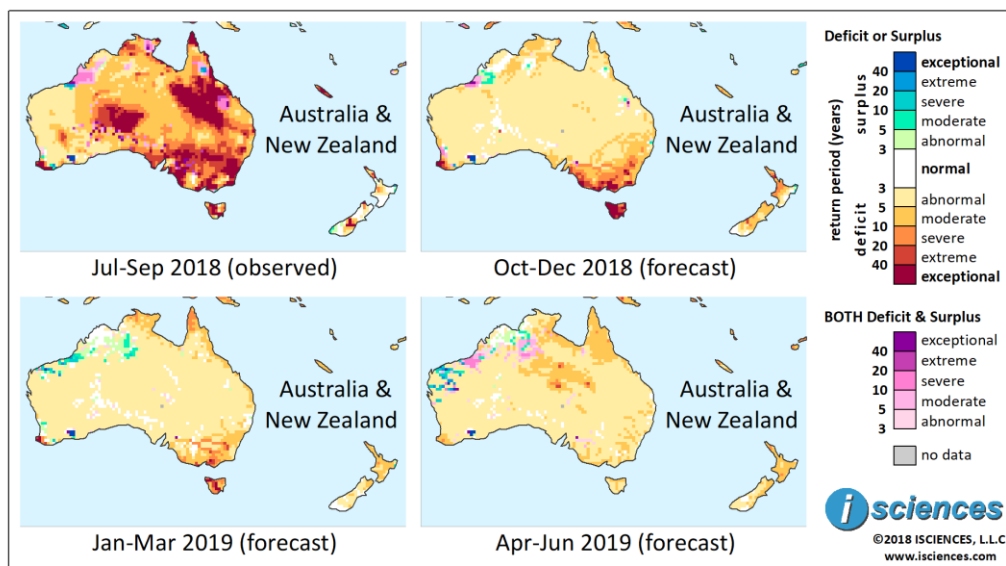 Australia &
New Zealand
Jul-Sep 2018 (observed)
Australia &
New Zealand
Oct-Dec 2018 (forecast)
Australia &
New Zealand
Jan-Mar 2019 (forecast)
Australia &
New Zealand
Apr-Jun 2019 (forecast)
Deficit or Surplus
return period (years)
surplus
deficit
exceptional
40
extreme
20
severe
10
moderate
5
abnormal
3
normal
3
abnormal
5
moderate
10
severe
20
extreme
40
exceptional
BOTH Deficit & Surplus
exceptional
40
extreme
20
severe
10
moderate
5
abnormal
3
no data
i sciences
©2018 ISCIENCES, L.L.C
www.isciences.com